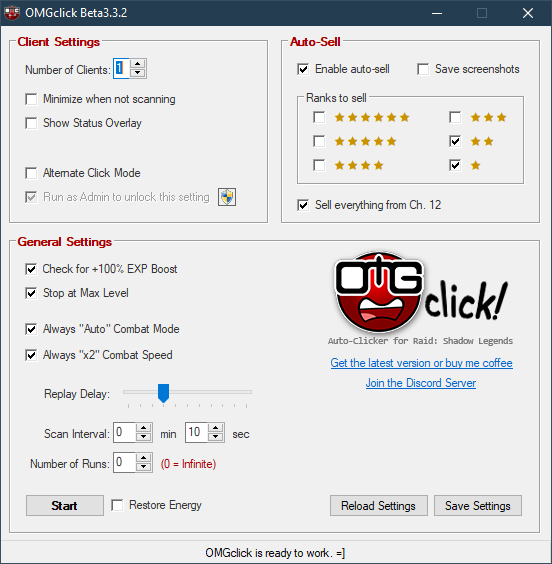 OMGclick Beta3.3.2
Client Settings
Number of Clients: 1
Minimize when not scanning
Show Status Overlay
Alternate Click Mode
Run as Admin to unlock this setting
Auto-Sell
Enable auto-sell
Save screenshots
Ranks to sell
Sell everything from Ch. 12
General Settings
Check for +100% EXP Boost
Stop at Max Level
Always "Auto" Combat Mode
Always "x2" Combat Speed
Replay Delay:
Scan Interval: 0 min 10 sec
Number of Runs: 0 (0 = Infinite)
OMG click!
Auto-Clicker for Raid: Shadow Legends
Get the latest version or buy me coffee
Join the Discord Server
Start
Restore Energy
Reload Settings
Save Settings
OMGclick is ready to work. =]